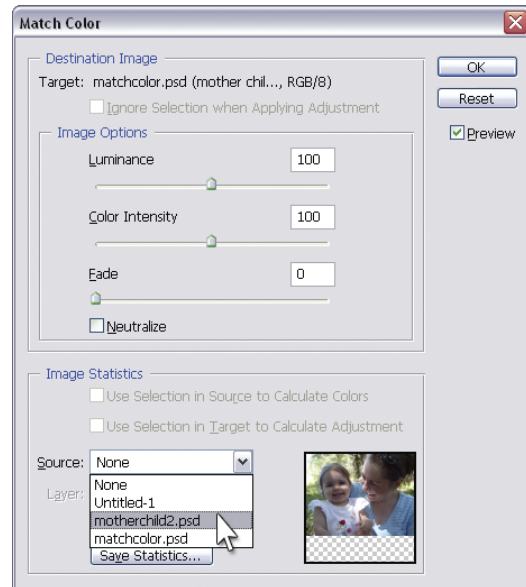 Match Color
Destination Image
Target: matchcolor.psd (mother chil..., RGB/8)
Ignore Selection when Applying Adjustment
Image Options
Luminance 100
Color Intensity 100
Fade 0
Neutralize
OK
Reset
Preview
Image Statistics
Use Selection in Source to Calculate Colors
Use Selection in Target to Calculate Adjustment
Source: None
Layer:
None
Untitled-1
motherchild2.psd
matchcolor.psd
Save Statistics...